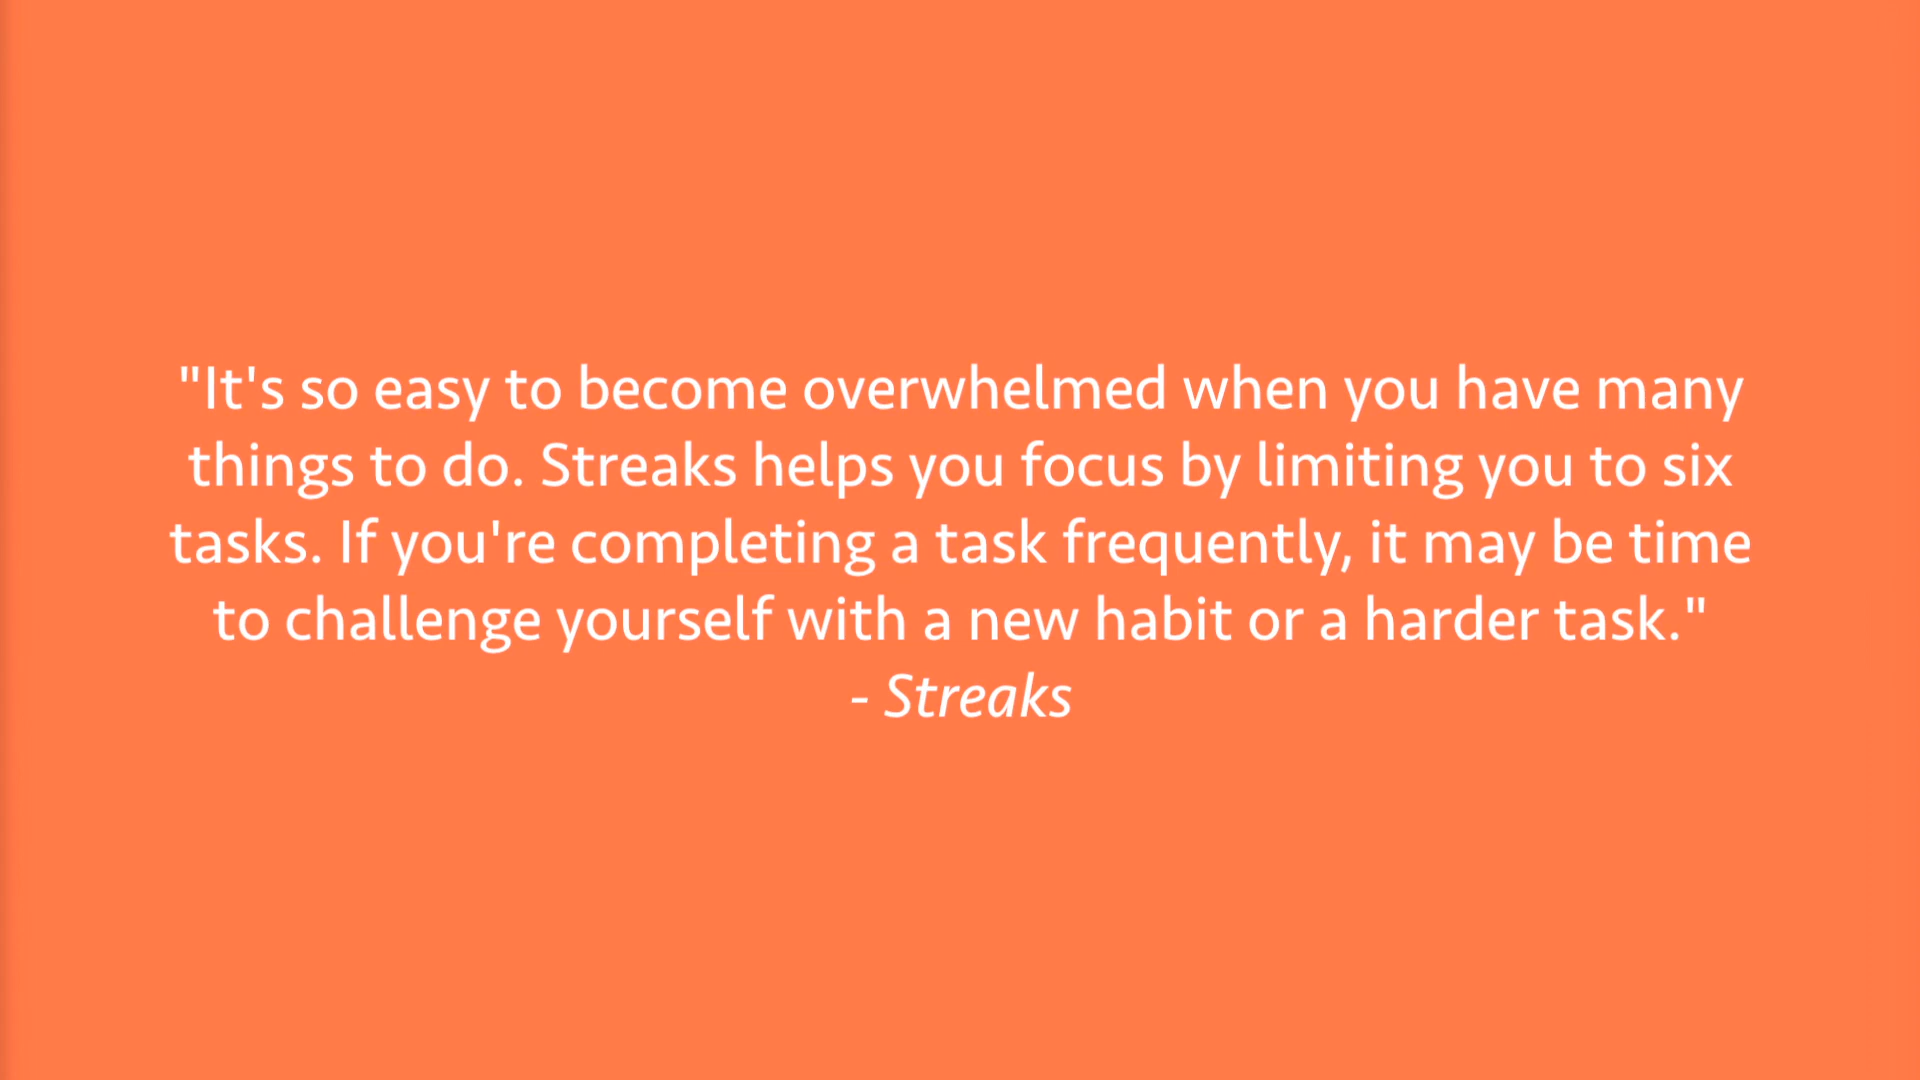 "It's so easy to become overwhelmed when you have many
things to do. Streaks helps you focus by limiting you to six
tasks. If you're completing a task frequently, it may be time
to challenge yourself with a new habit or a harder task."
- Streaks